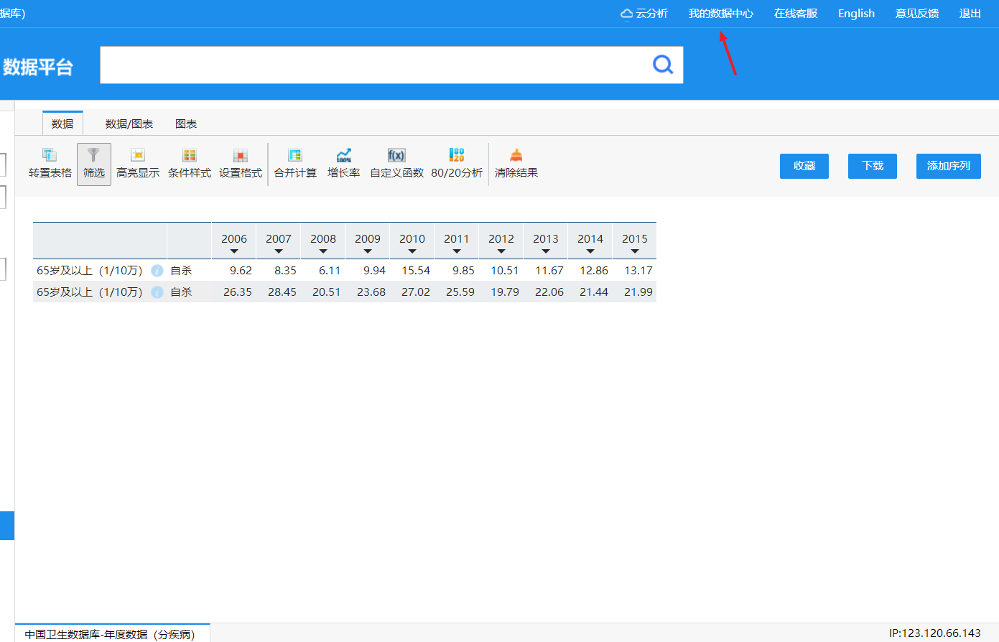 据库)
云分析 我的数据中心 在线客服 English 意见反馈 退出
数据平台
数据 数据/图表 图表
转置表格 筛选 高亮显示 条件样式 设置格式 合并计算 增长率 自定义函数 80/20分析 清除结果
收藏 下载 添加序列
2006 2007 2008 2009 2010 2011 2012 2013 2014 2015
65岁及以上（1/10万） 自杀 9.62 8.35 6.11 9.94 15.54 9.85 10.51 11.67 12.86 13.17
65岁及以上（1/10万） 自杀 26.35 28.45 20.51 23.68 27.02 25.59 19.79 22.06 21.44 21.99
中国卫生数据库-年度数据（分疾病）
IP:123.120.66.143